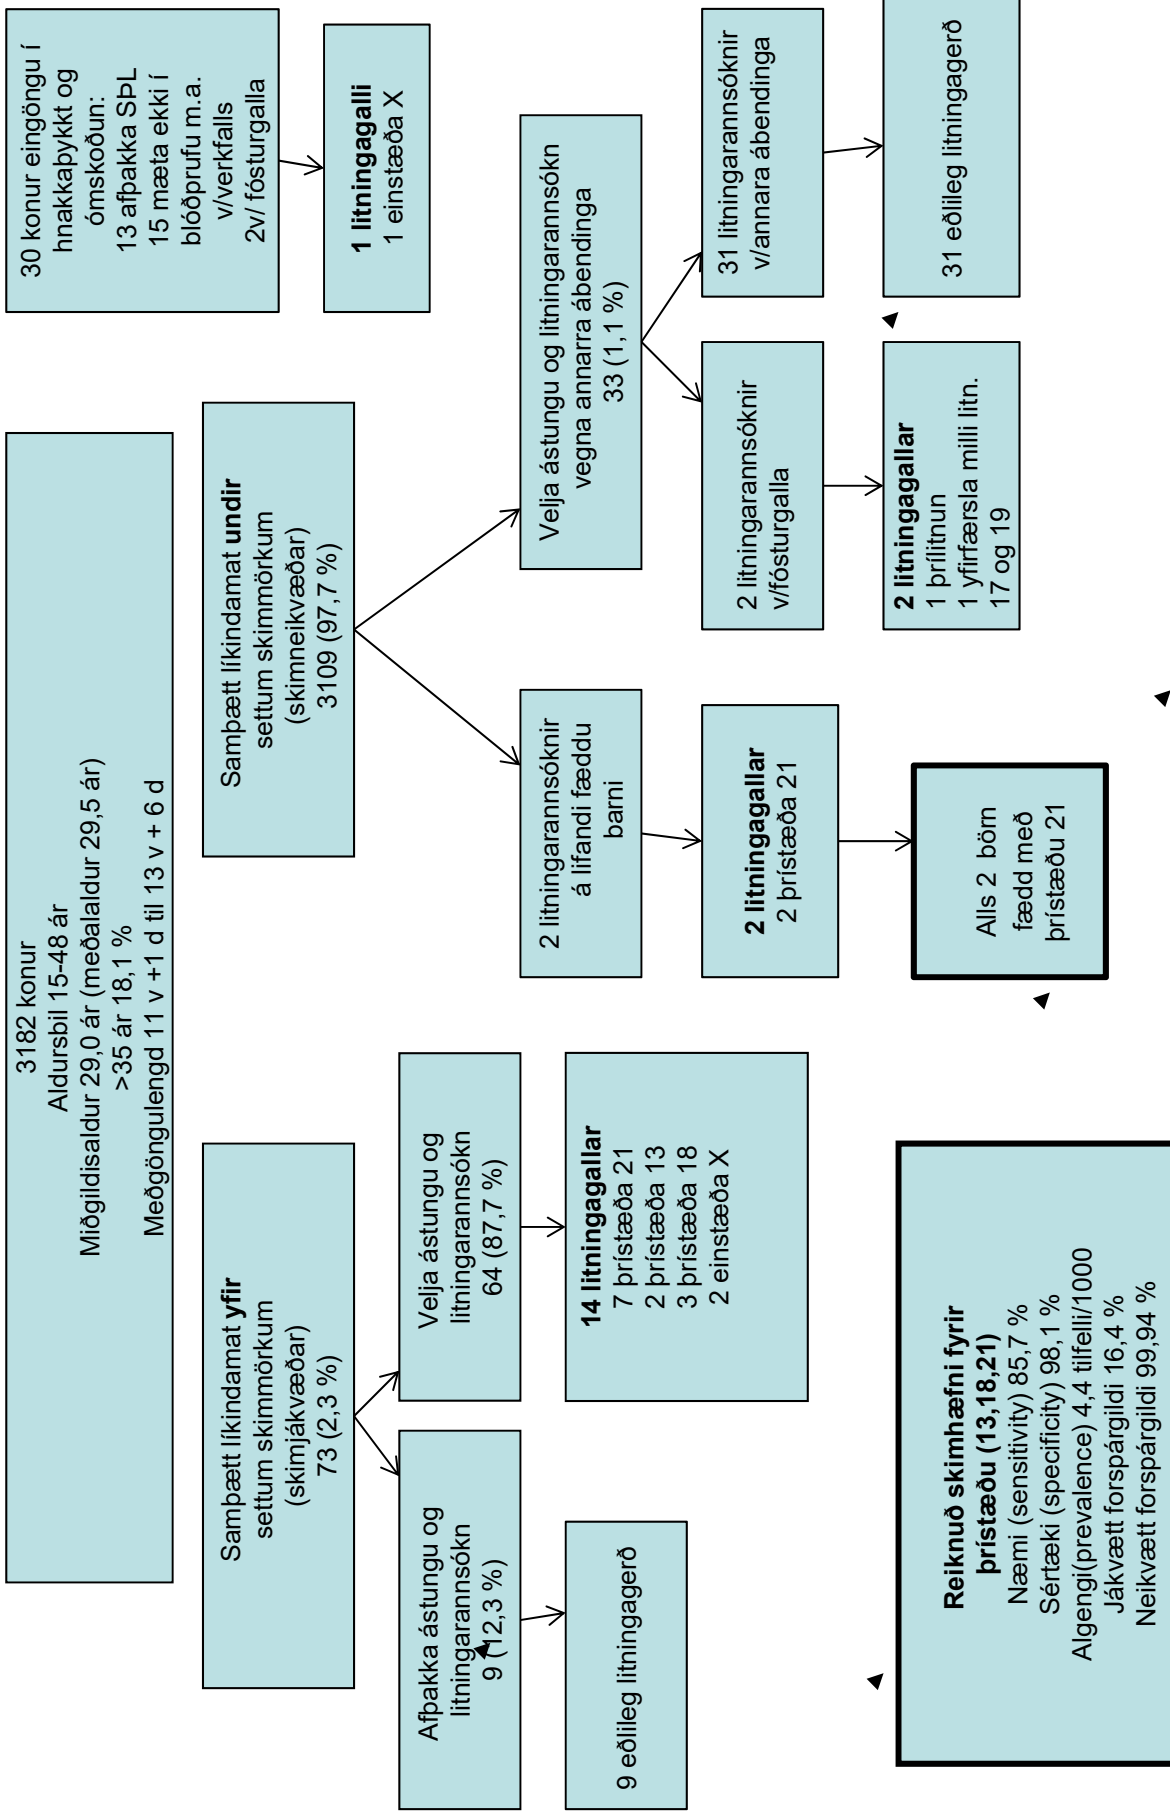 3182 konur
Aldursbil 15-48 ár
Miðgildisaldur 29,0 ár (meðalaldur 29,5 ár)
>35 ár 18,1 %
Meðgöngulengd 11 v +1 d til 13 v + 6 d
30 konur eingöngu í
hnakkaþykkt og
ómskoðun:
13 afþakka SÞL
15 mæta ekki í
blóðprufu m.a.
v/verkfalls
2v/ fósturgalla
1 litningagalli
1 einstæða X
Samþætt líkindamat yfir
settum skimmörkum
(skimjákvæðar)
73 (2,3 %)
Samþætt líkindamat undir
settum skimmörkum
(skimneikvæðar)
3109 (97,7 %)
Afþakka ástungu og
litningarannsókn
9 (12,3 %)
Velja ástungu og
litningarannsókn
64 (87,7 %)
2 litningarannsóknir
á lifandi fæddu
barni
Velja ástungu og litningarannsókn
vegna annarra ábendinga
33 (1,1 %)
9 eðlileg litningagerð
14 litningagallar
7 þrístæða 21
2 þrístæða 13
3 þrístæða 18
2 einstæða X
2 litningagallar
2 þrístæða 21
2 litningarannsóknir
v/fósturgalla
31 litningarannsóknir
v/annara ábendinga
Alls 2 börn
fædd með
þrístæðu 21
2 litningagallar
1 þrílitnun
1 yfirfærsla milli litn.
17 og 19
31 eðlileg litningagerð
Reiknuð skimhæfni fyrir
þrístæðu (13,18,21)
Næmi (sensitivity) 85,7 %
Sértæki (specificity) 98,1 %
Algengi(prevalence) 4,4 tilfelli/1000
Jákvætt forspárgildi 16,4 %
Neikvætt forspárgildi 99,94 %